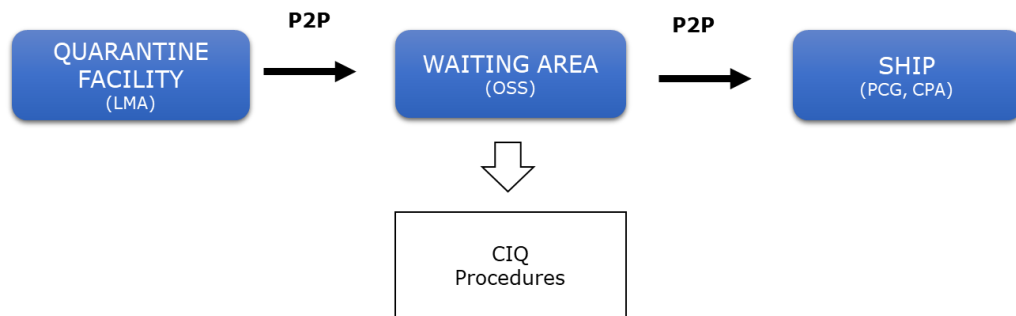 P2P
P2P
QUARANTINE
FACILITY
(LMA)
WAITING AREA
(OSS)
SHIP
(PCG, CPA)
CIQ
Procedures